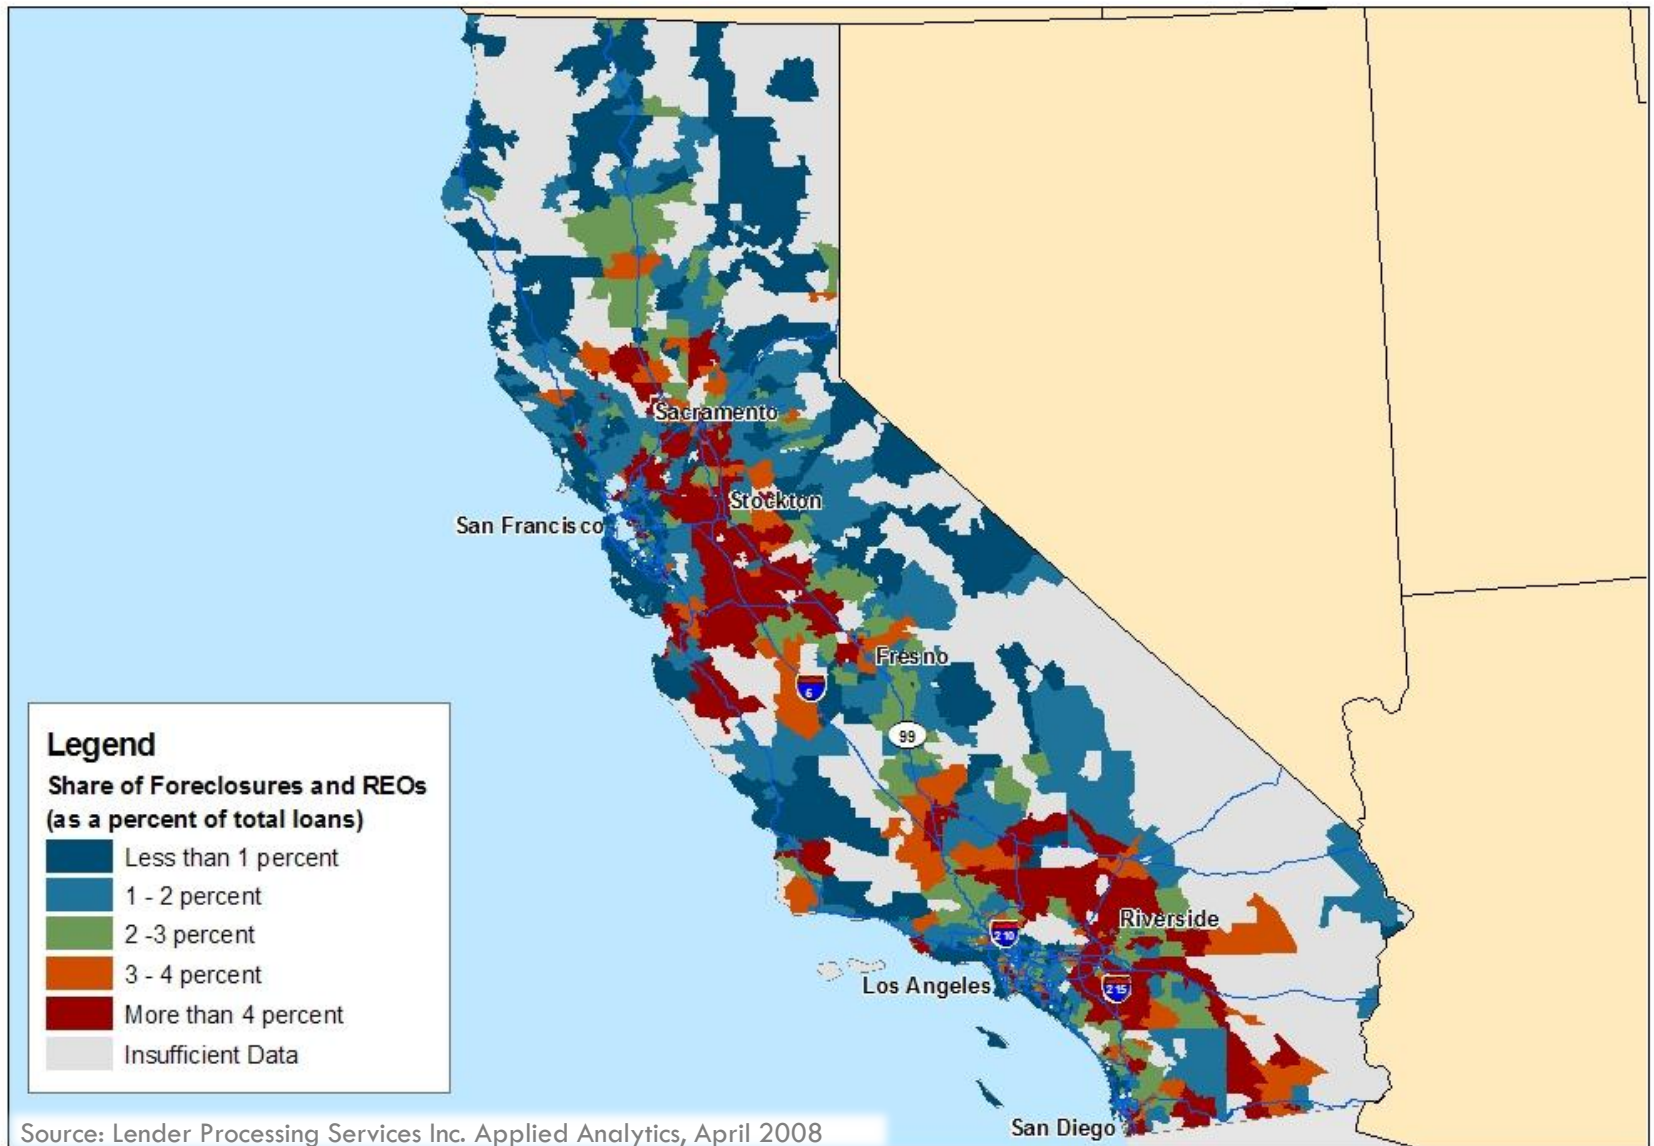 Sacramento
Stockton
San Francisco
Fresno
6
99
Riverside
210
Los Angeles
215
San Diego
Legend
Share of Foreclosures and REOs
(as a percent of total loans)
Less than 1 percent
1 - 2 percent
2 -3 percent
3 - 4 percent
More than 4 percent
Insufficient Data
Source: Lender Processing Services Inc. Applied Analytics, April 2008